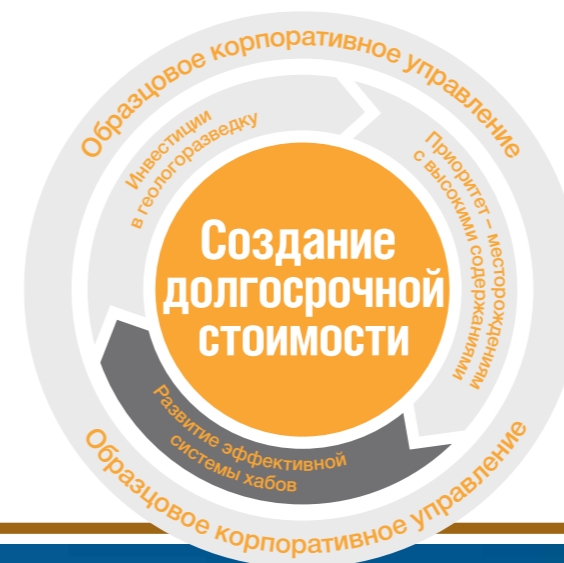 Образцовое корпоративное управление
Инвестиции
в геологоразведку
Приоритет – месторождениям
с высокими содержаниями
Создание
долгосрочной
стоимости
Развитие эффективной
системы хабов
Образцовое корпоративное управление